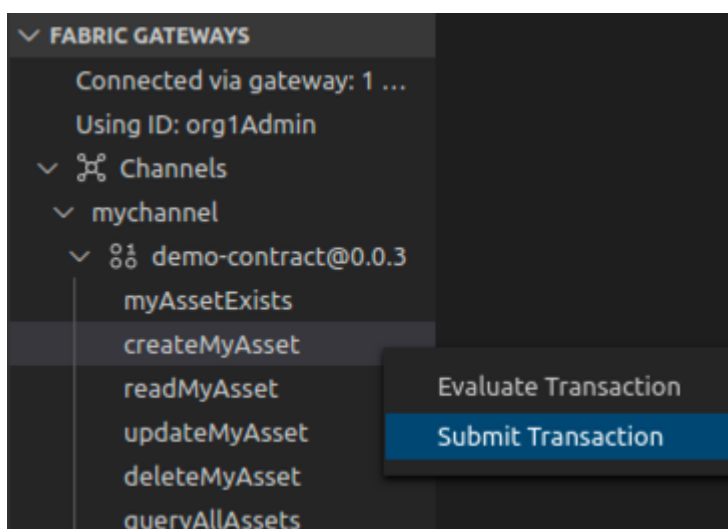 FABRIC GATEWAYS
Connected via gateway: 1 ...
Using ID: org1Admin
Channels
mychannel
demo-contract@0.0.3
myAssetExists
createMyAsset
readMyAsset
Evaluate Transaction
updateMyAsset
Submit Transaction
deleteMyAsset
queryAllAssets